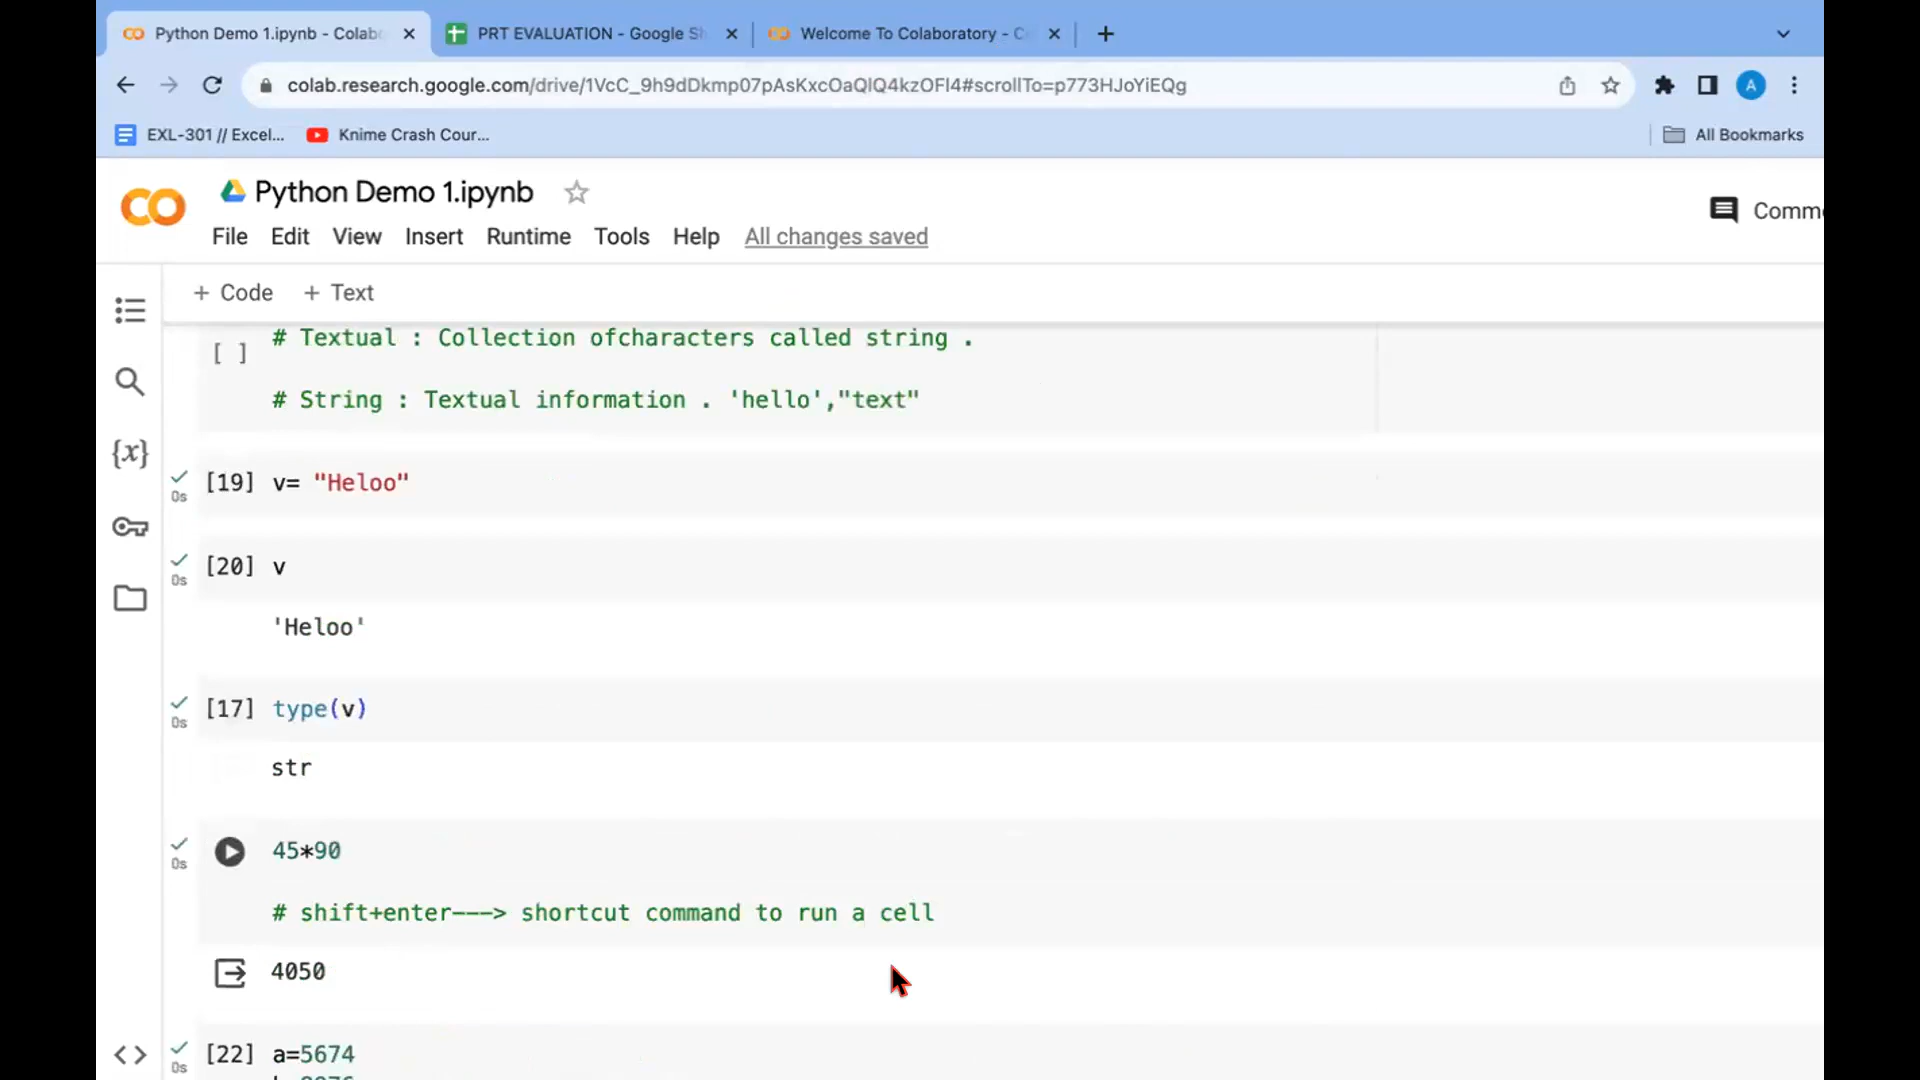 Python Demo 1.ipynb - Colab
PRT EVALUATION - Google Sh
Welcome To Colaboratory - C
colab.research.google.com/drive/1VcC_9h9dDkmp07pAsKxcOaQlQ4kzOFI4#scrollTo=p773HJoYiEQg
A
EXL-301 // Excel...
Knime Crash Cour...
All Bookmarks
Python Demo 1.ipynb
Comm
File Edit View Insert Runtime Tools Help All changes saved
+ Code + Text
# Textual : Collection ofcharacters called string .
[ ]
# String : Textual information . 'hello',"text"
[19] v= "Heloo"
0s
[20] v
0s
'Heloo'
[17] type(v)
0s
str
45*90
0s
# shift+enter---> shortcut command to run a cell
4050
[22] a=5674
0s